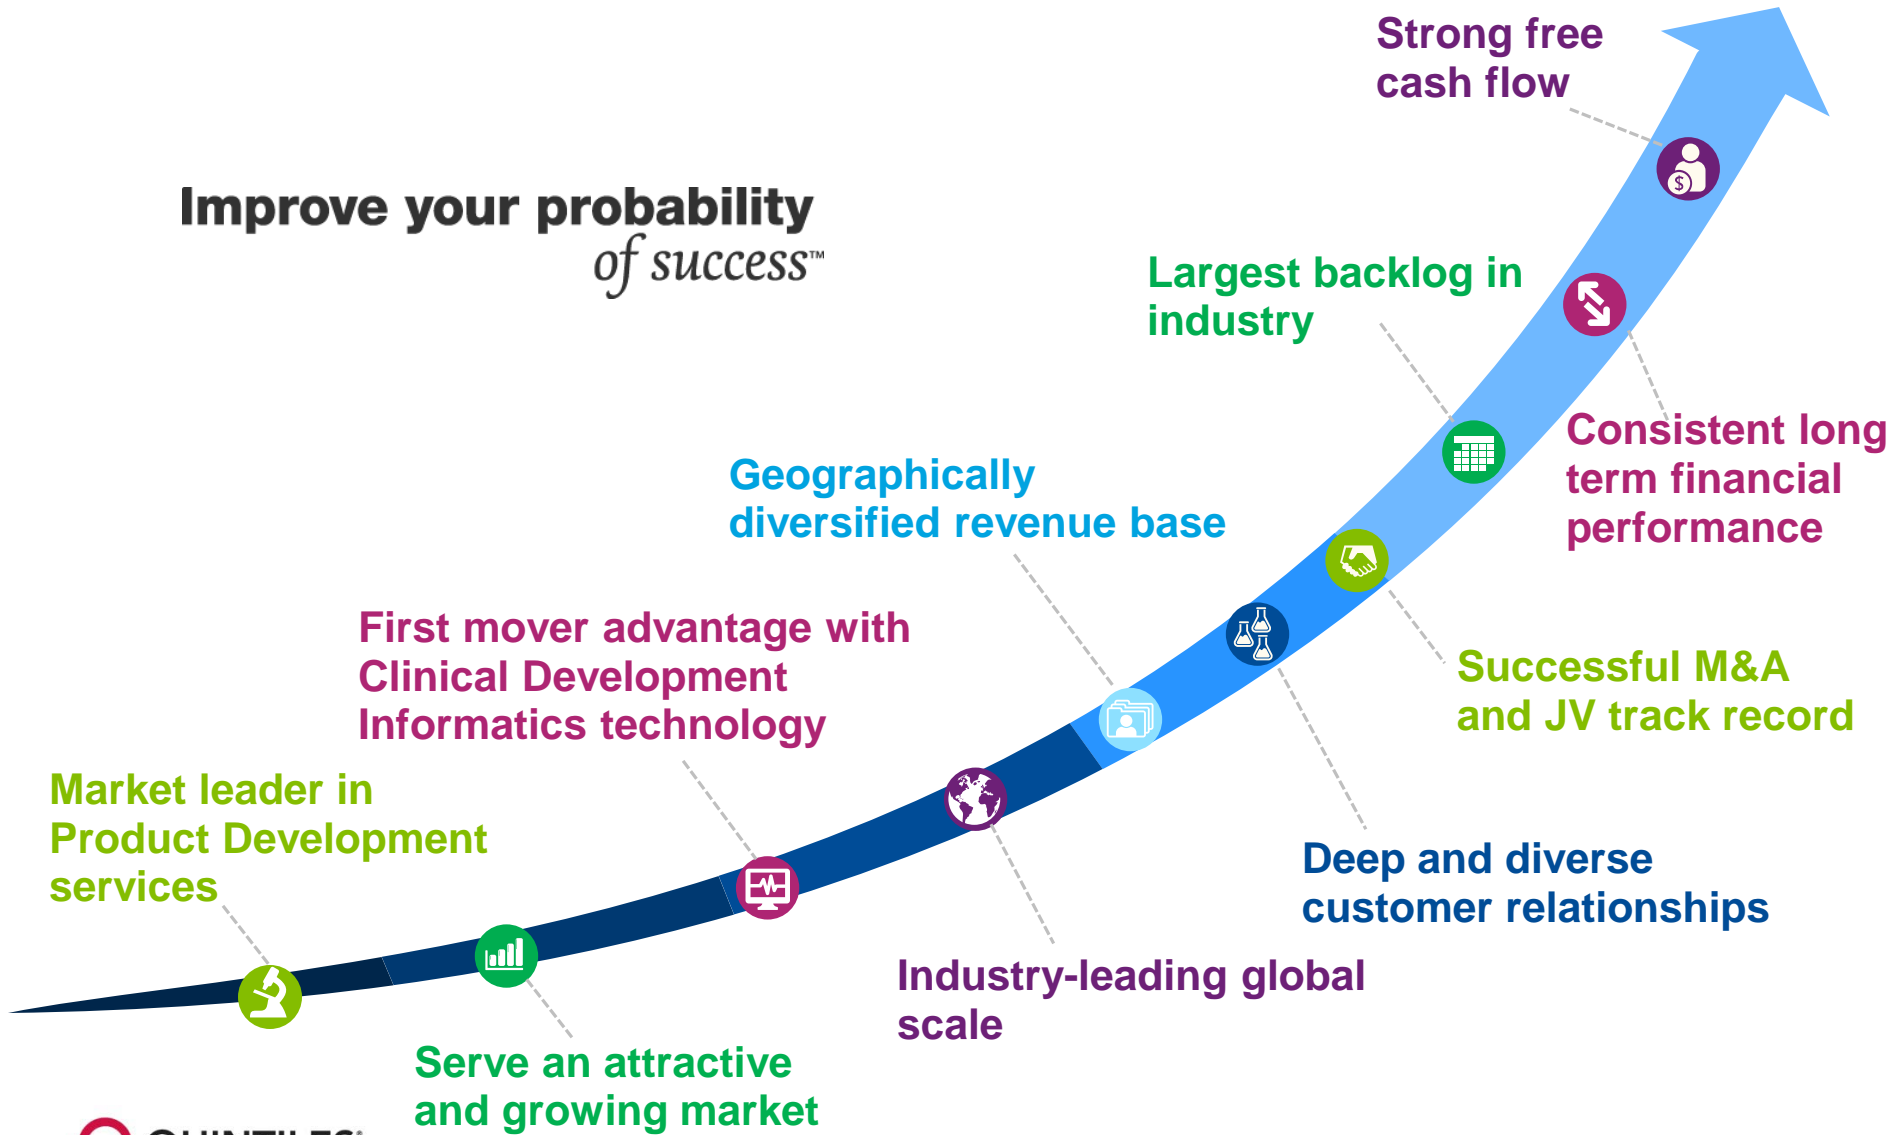 Strong free
cash flow
Improve your probability
of success™
Largest backlog in
industry
Consistent long
term financial
performance
Geographically
diversified revenue base
First mover advantage with
Clinical Development
Informatics technology
Successful M&A
and JV track record
Market leader in
Product Development
services
Deep and diverse
customer relationships
Industry-leading global
scale
Serve an attractive
and growing market
QUINTILES®
$